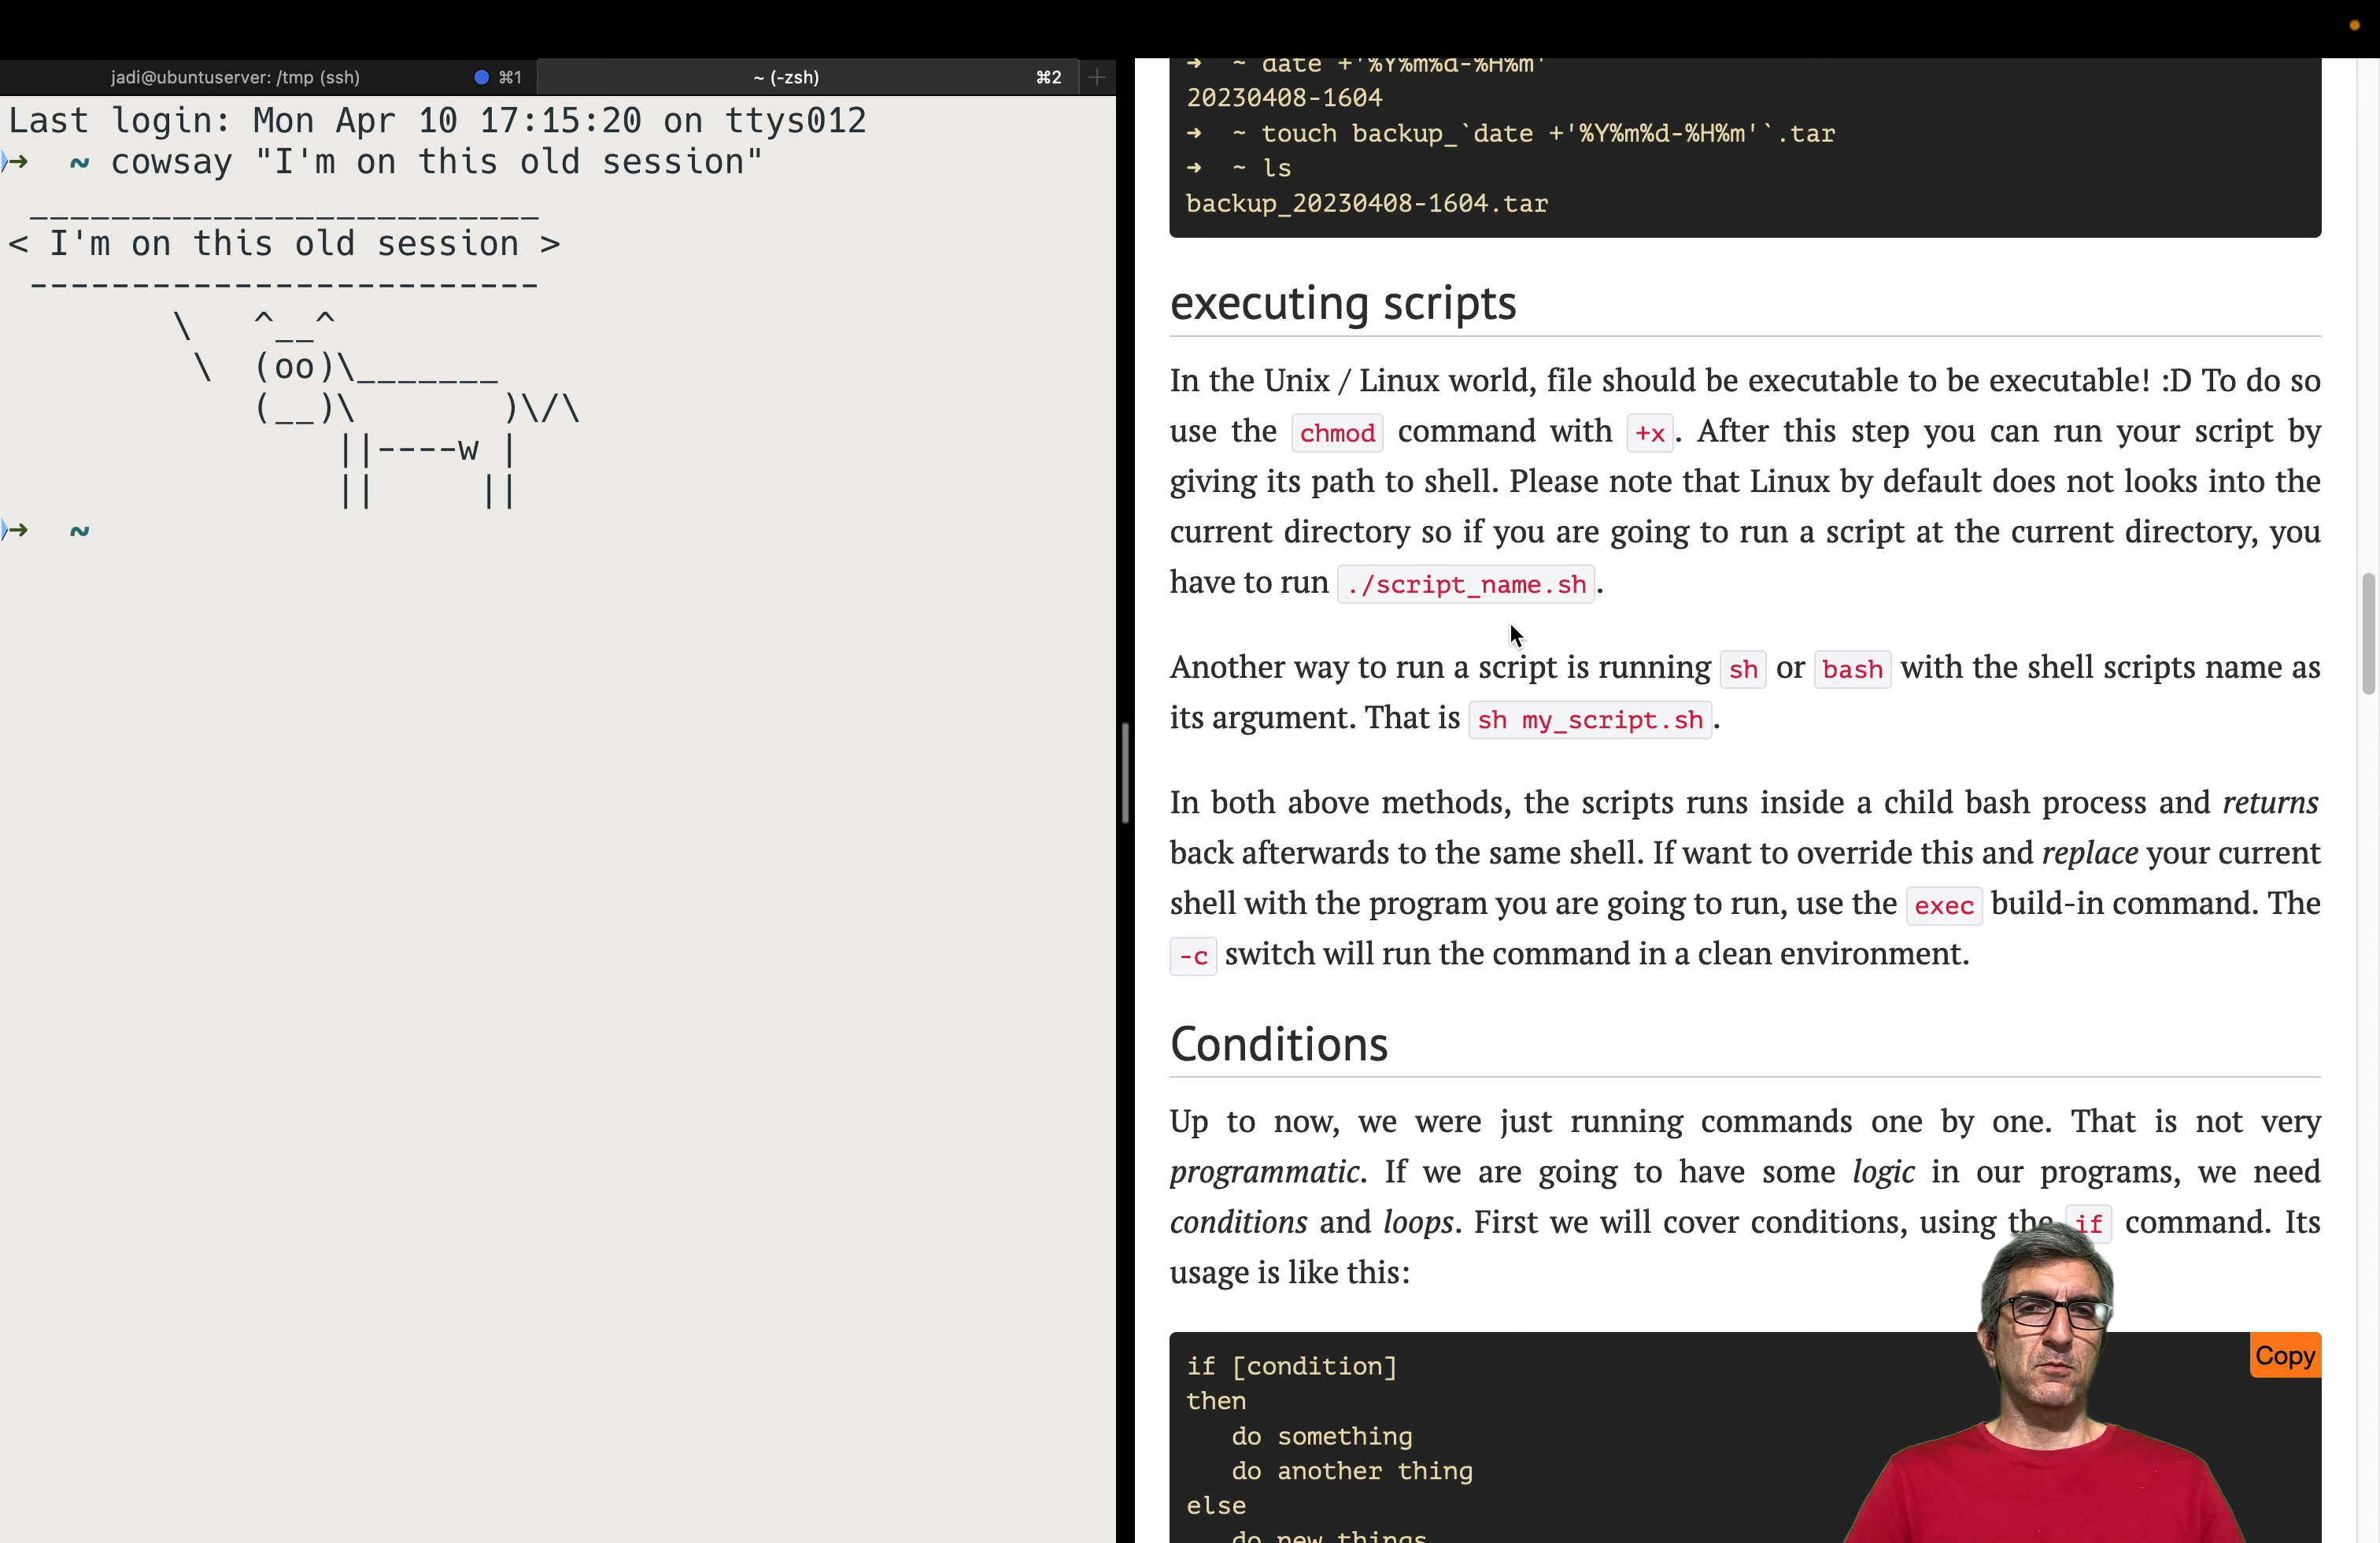 jadi@ubuntuserver: /tmp (ssh)
⌘1
~ (-zsh)
⌘2
Last login: Mon Apr 10 17:15:20 on ttys012
➜  ~ cowsay "I'm on this old session"
 _________________________
< I'm on this old session >
 -------------------------
        \   ^__^
         \  (oo)\_______
            (__)\       )\/\
                ||----w |
                ||     ||
➜  ~
➜  ~ date +'%Y%m%d-%H%m'
20230408-1604
➜  ~ touch backup_`date +'%Y%m%d-%H%m'`.tar
➜  ~ ls
backup_20230408-1604.tar
executing scripts
In the Unix / Linux world, file should be executable to be executable! :D To do so
use the chmod command with +x. After this step you can run your script by
giving its path to shell. Please note that Linux by default does not looks into the
current directory so if you are going to run a script at the current directory, you
have to run ./script_name.sh.
Another way to run a script is running sh or bash with the shell scripts name as
its argument. That is sh my_script.sh.
In both above methods, the scripts runs inside a child bash process and returns
back afterwards to the same shell. If want to override this and replace your current
shell with the program you are going to run, use the exec build-in command. The
-c switch will run the command in a clean environment.
Conditions
Up to now, we were just running commands one by one. That is not very
programmatic. If we are going to have some logic in our programs, we need
conditions and loops. First we will cover conditions, using the if command. Its
usage is like this:
Copy
if [condition]
then
   do something
   do another thing
else
   do new things